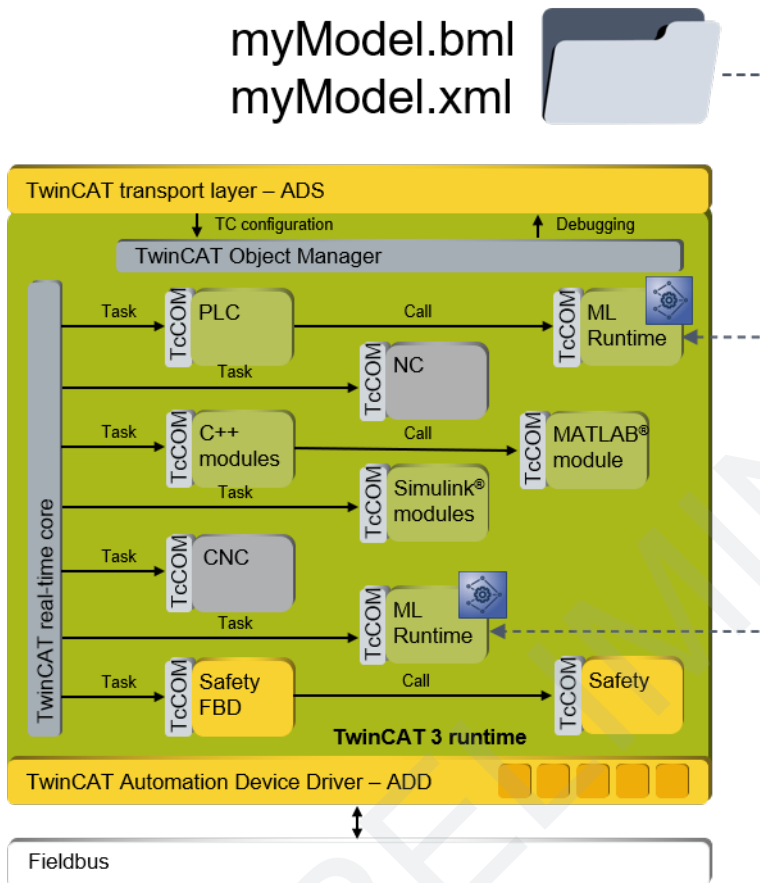 myModel.bml
myModel.xml
TwinCAT transport layer – ADS
TC configuration
Debugging
TwinCAT Object Manager
TwinCAT real-time core
Task
TcCOM
PLC
Call
TcCOM
ML
Runtime
Task
TcCOM
NC
Task
TcCOM
C++
modules
Call
TcCOM
MATLAB®
module
Task
TcCOM
Simulink®
modules
Task
TcCOM
CNC
Task
TcCOM
ML
Runtime
Task
TcCOM
Safety
FBD
Call
TcCOM
Safety
TwinCAT 3 runtime
TwinCAT Automation Device Driver – ADD
Fieldbus